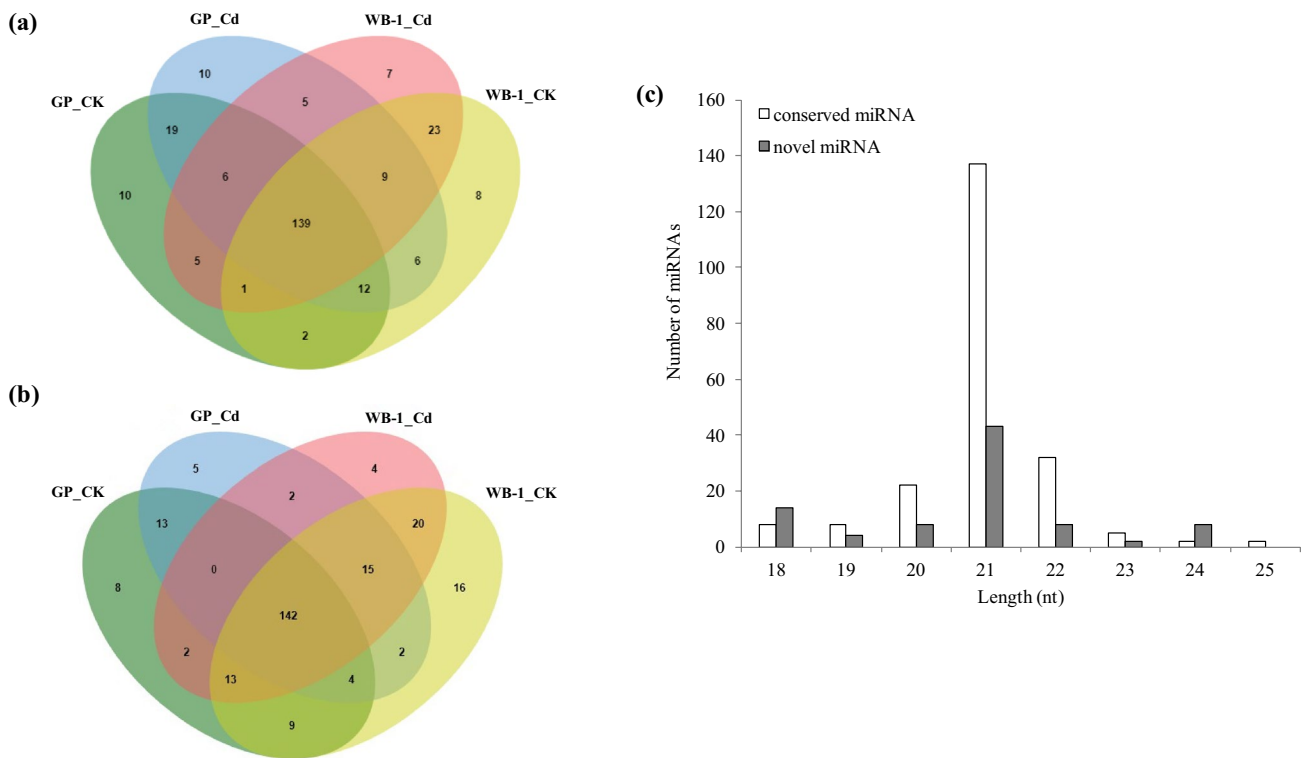 (a)
GP_Cd
WB-1_Cd
GP_CK
WB-1_CK
10
7
5
19
23
6
9
10
8
139
5
6
1
12
2
(b)
GP_Cd
WB-1_Cd
GP_CK
WB-1_CK
5
4
2
13
20
0
15
8
16
142
2
2
13
4
9
(c)
160
140
120
100
80
60
40
20
0
Number of miRNAs
conserved miRNA
novel miRNA
18 19 20 21 22 23 24 25
Length (nt)